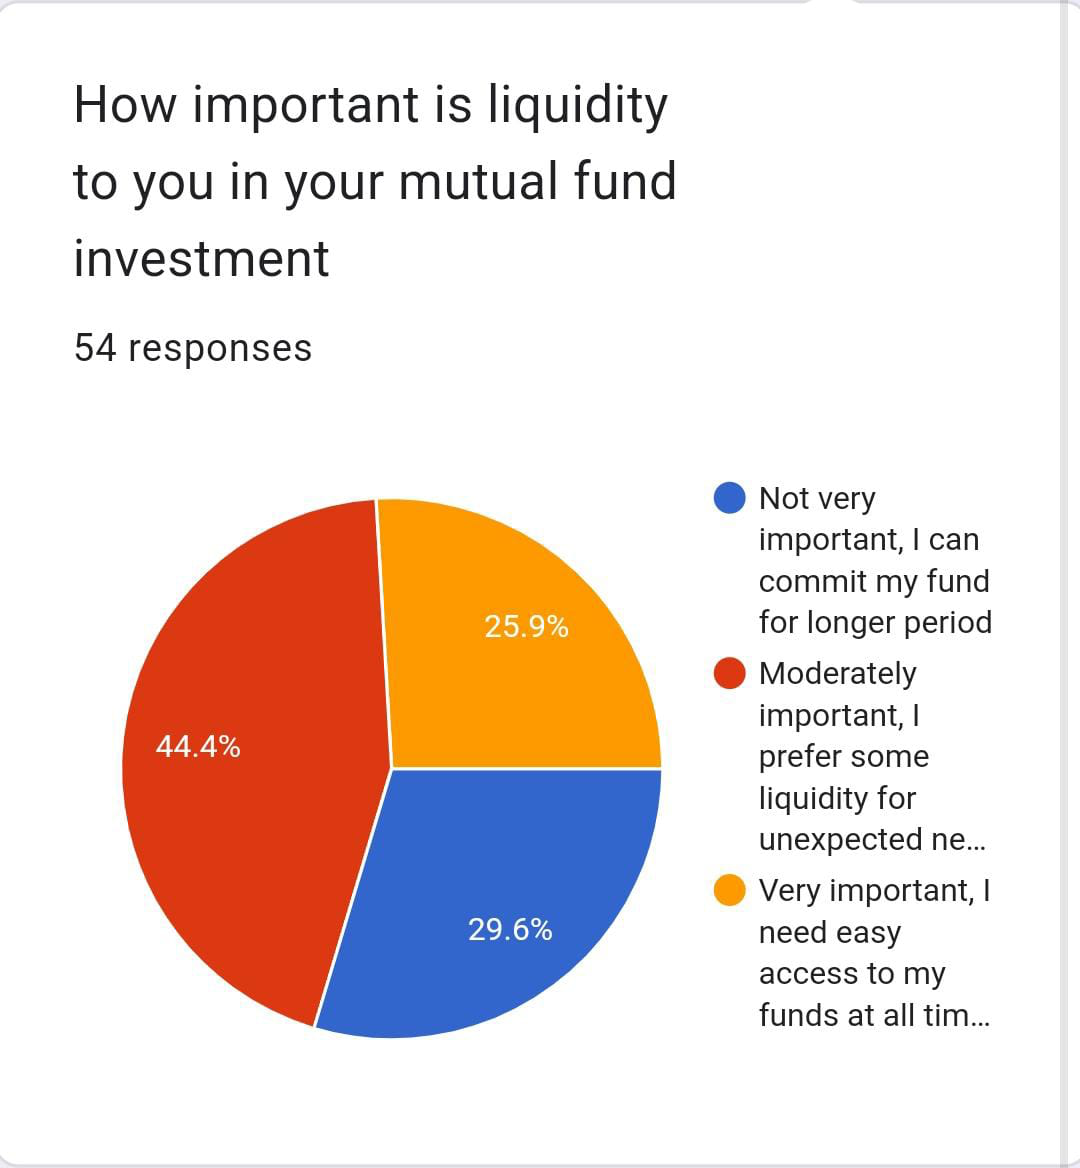 How important is liquidity
to you in your mutual fund
investment
54 responses
25.9%
44.4%
29.6%
Not very
important, I can
commit my fund
for longer period
Moderately
important, I
prefer some
liquidity for
unexpected ne...
Very important, I
need easy
access to my
funds at all tim...